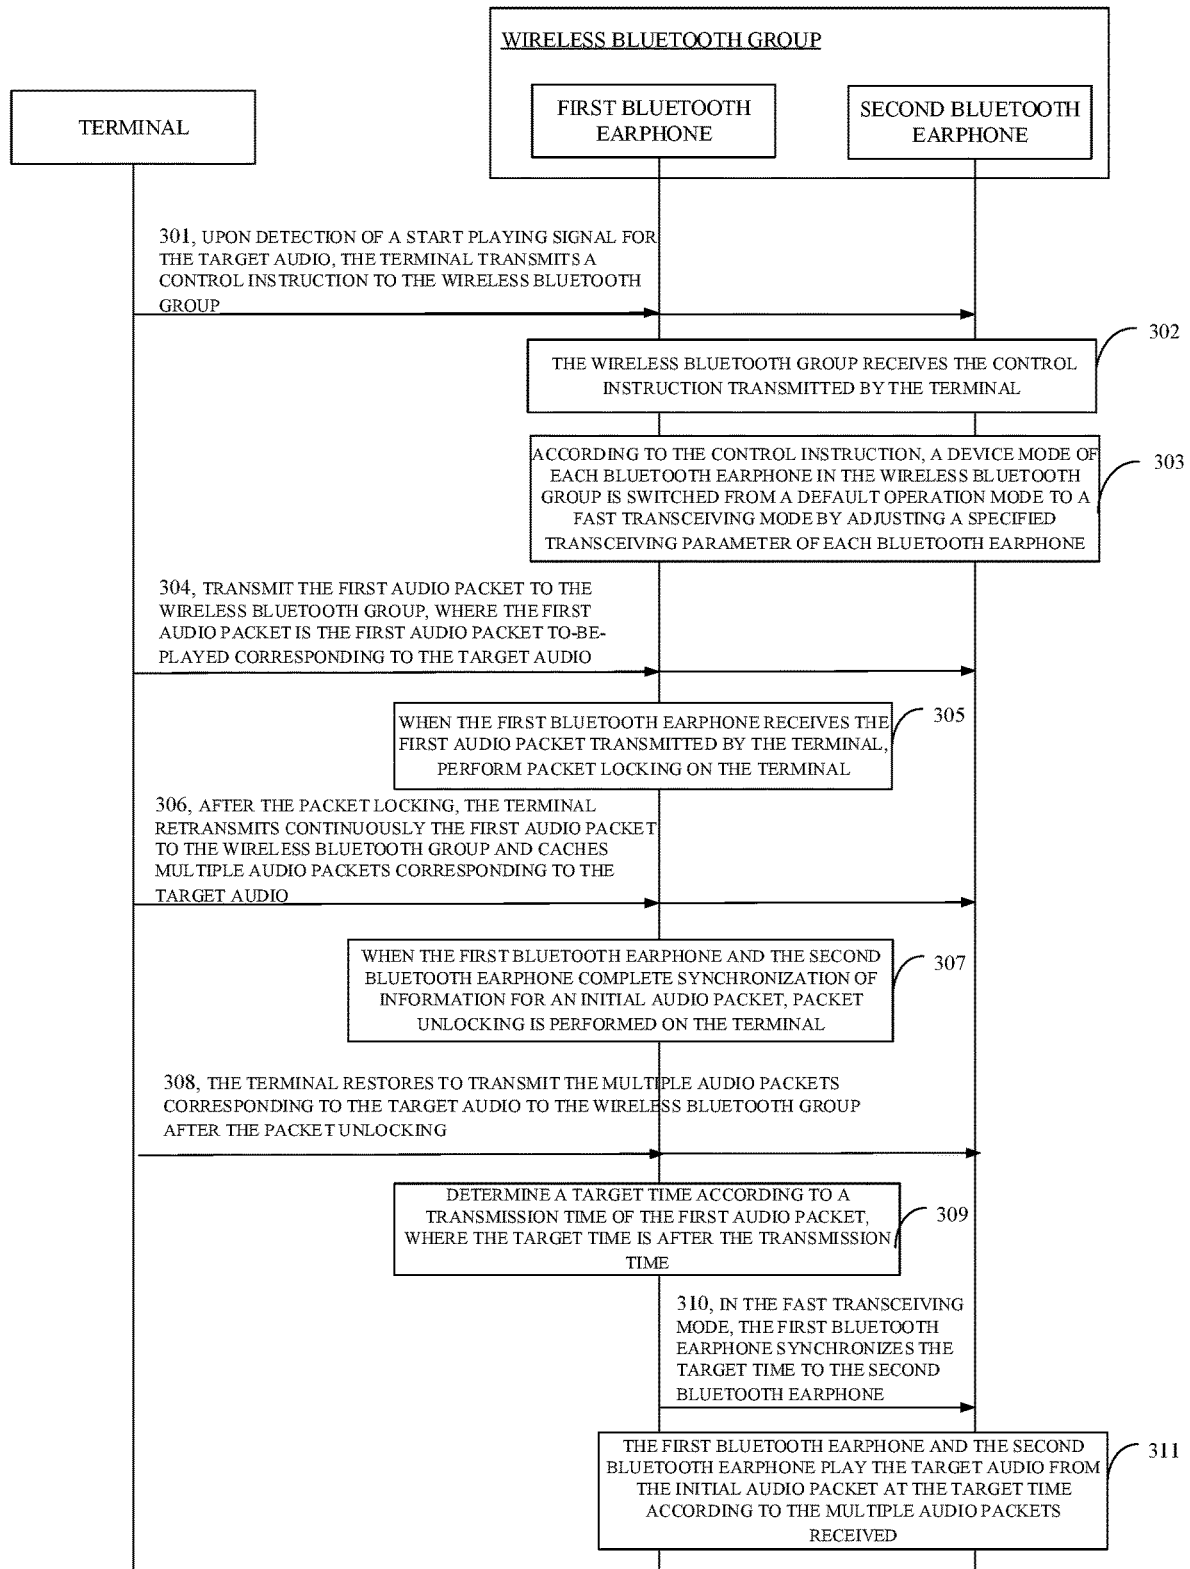 WIRELESS BLUETOOTH GROUP
TERMINAL
FIRST BLUETOOTH
EARPHONE
SECOND BLUETOOTH
EARPHONE
301, UPON DETECTION OF A START PLAYING SIGNAL FOR
THE TARGET AUDIO, THE TERMINAL TRANSMITS A
CONTROL INSTRUCTION TO THE WIRELESS BLUETOOTH
GROUP
302
THE WIRELESS BLUETOOTH GROUP RECEIVES THE CONTROL
INSTRUCTION TRANSMITTED BY THE TERMINAL
303
ACCORDING TO THE CONTROL INSTRUCTION, A DEVICE MODE OF
EACH BLUETOOTH EARPHONE IN THE WIRELESS BLUETOOTH
GROUP IS SWITCHED FROM A DEFAULT OPERATION MODE TO A
FAST TRANSCEIVING MODE BY ADJUSTING A SPECIFIED
TRANSCEIVING PARAMETER OF EACH BLUETOOTH EARPHONE
304, TRANSMIT THE FIRST AUDIO PACKET TO THE
WIRELESS BLUETOOTH GROUP, WHERE THE FIRST
AUDIO PACKET IS THE FIRST AUDIO PACKET TO-BE-
PLAYED CORRESPONDING TO THE TARGET AUDIO
305
WHEN THE FIRST BLUETOOTH EARPHONE RECEIVES THE
FIRST AUDIO PACKET TRANSMITTED BY THE TERMINAL,
PERFORM PACKET LOCKING ON THE TERMINAL
306, AFTER THE PACKET LOCKING, THE TERMINAL
RETRANSMITS CONTINUOUSLY THE FIRST AUDIO PACKET
TO THE WIRELESS BLUETOOTH GROUP AND CACHES
MULTIPLE AUDIO PACKETS CORRESPONDING TO THE
TARGET AUDIO
307
WHEN THE FIRST BLUETOOTH EARPHONE AND THE SECOND
BLUETOOTH EARPHONE COMPLETE SYNCHRONIZATION OF
INFORMATION FOR AN INITIAL AUDIO PACKET, PACKET
UNLOCKING IS PERFORMED ON THE TERMINAL
308, THE TERMINAL RESTORES TO TRANSMIT THE MULTIPLE AUDIO PACKETS
CORRESPONDING TO THE TARGET AUDIO TO THE WIRELESS BLUETOOTH GROUP
AFTER THE PACKET UNLOCKING
309
DETERMINE A TARGET TIME ACCORDING TO A
TRANSMISSION TIME OF THE FIRST AUDIO PACKET,
WHERE THE TARGET TIME IS AFTER THE TRANSMISSION
TIME
310, IN THE FAST TRANSCEIVING
MODE, THE FIRST BLUETOOTH
EARPHONE SYNCHRONIZES THE
TARGET TIME TO THE SECOND
BLUETOOTH EARPHONE
311
THE FIRST BLUETOOTH EARPHONE AND THE SECOND
BLUETOOTH EARPHONE PLAY THE TARGET AUDIO FROM
THE INITIAL AUDIO PACKET AT THE TARGET TIME
ACCORDING TO THE MULTIPLE AUDIO PACKETS
RECEIVED